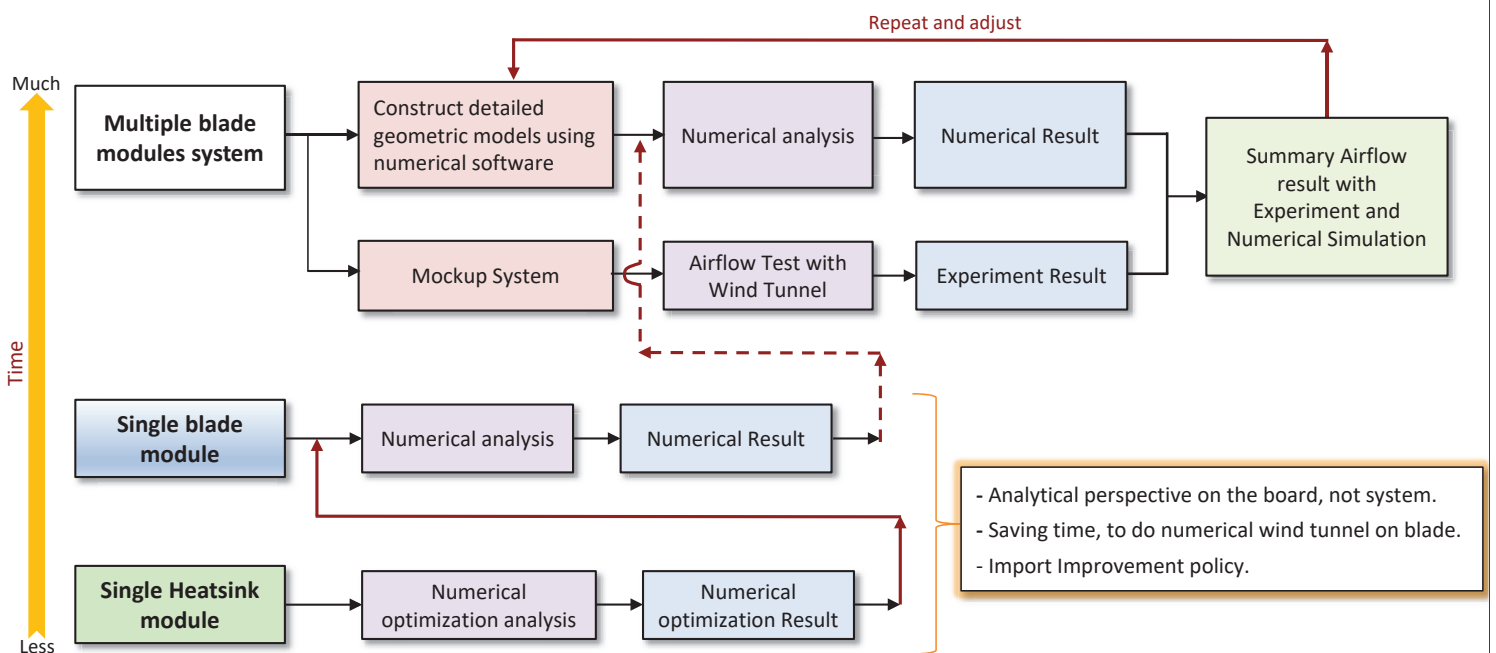 Repeat and adjust
Much
Time
Less
Multiple blade
modules system
Construct detailed
geometric models using
numerical software
Numerical analysis
Numerical Result
Summary Airflow
result with
Experiment and
Numerical Simulation
Mockup System
Airflow Test with
Wind Tunnel
Experiment Result
Single blade
module
Numerical analysis
Numerical Result
- Analytical perspective on the board, not system.
- Saving time, to do numerical wind tunnel on blade.
- Import Improvement policy.
Single Heatsink
module
Numerical
optimization analysis
Numerical
optimization Result